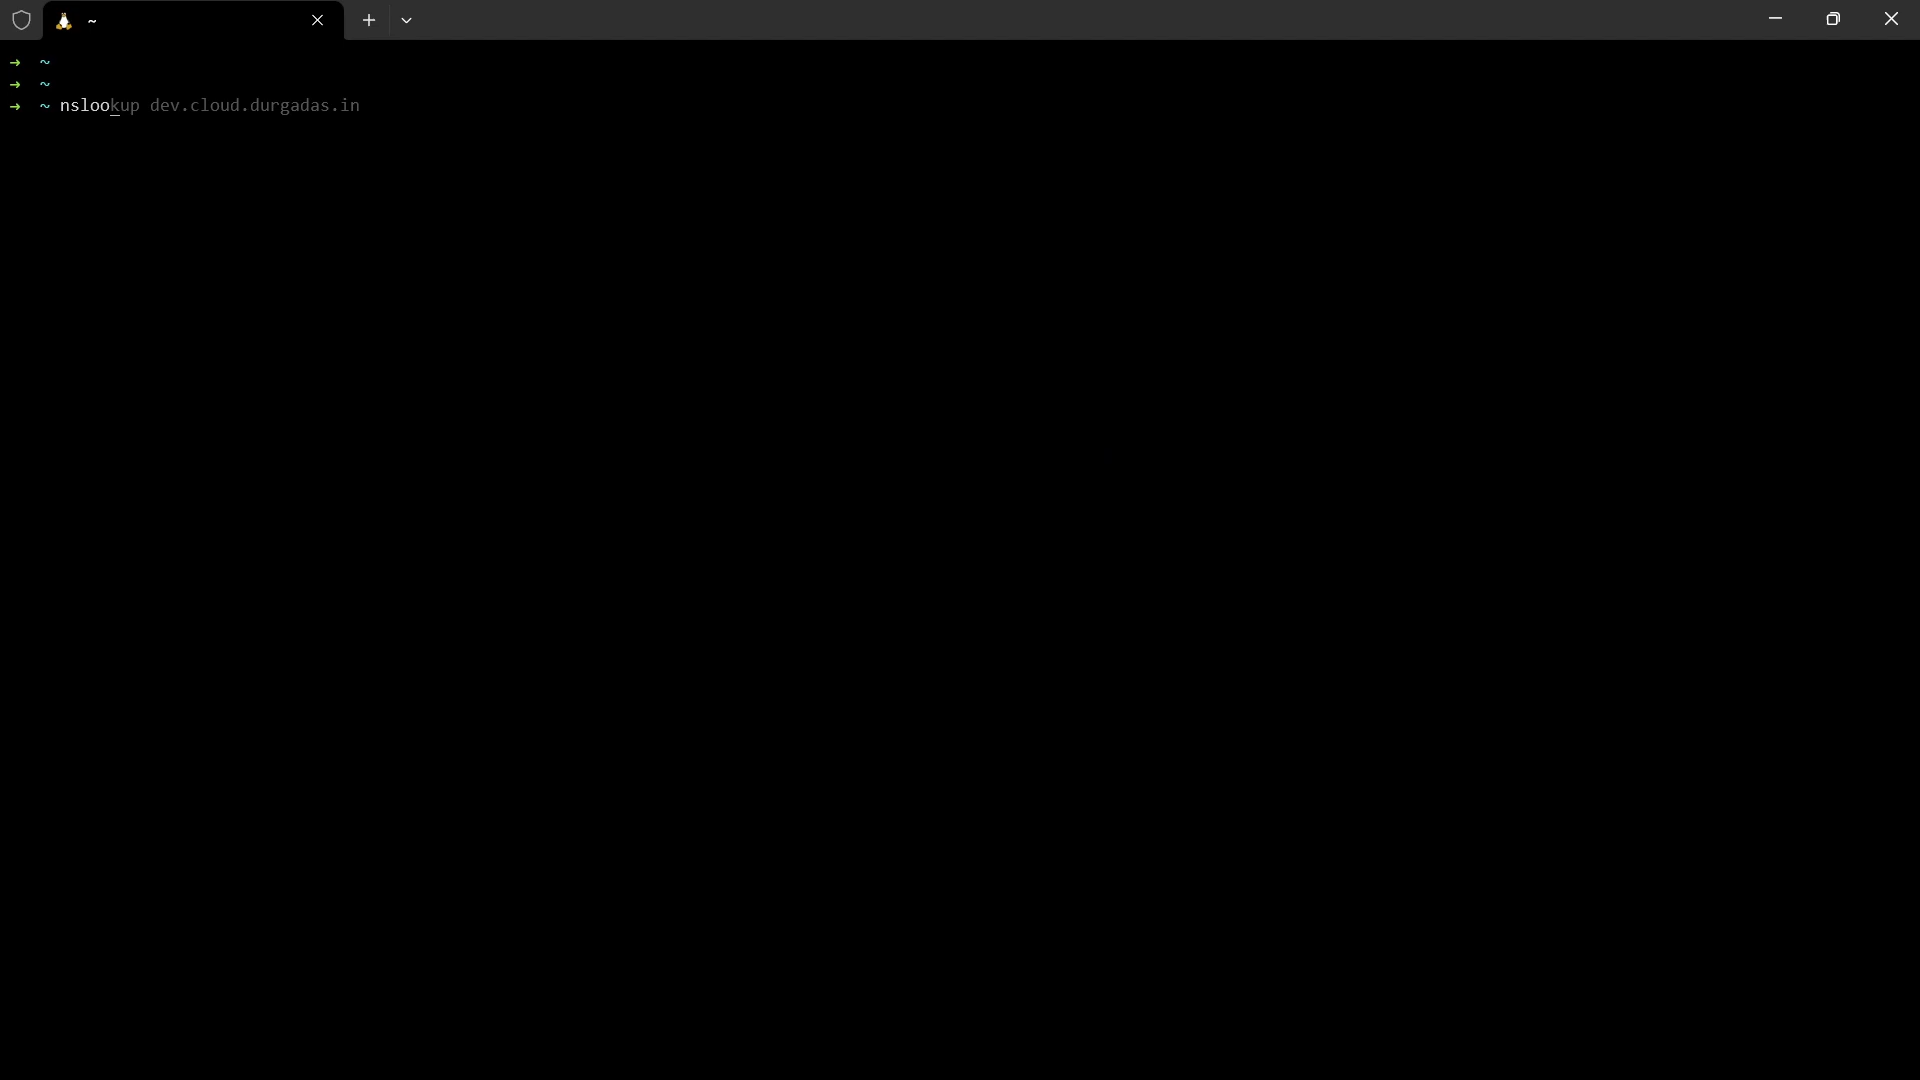 ~
➜ ~
➜ ~
➜ ~ nslookup dev.cloud.durgadas.in